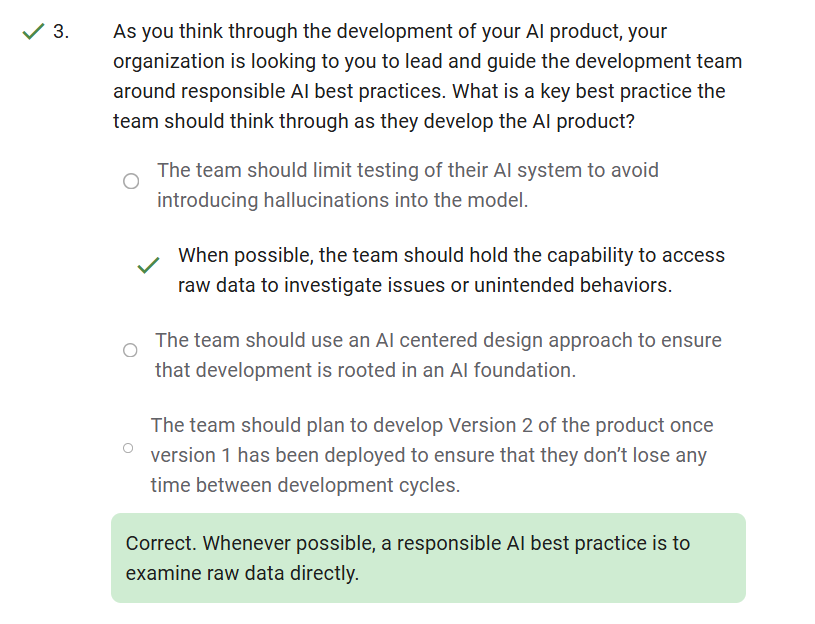 3. As you think through the development of your AI product, your
organization is looking to you to lead and guide the development team
around responsible AI best practices. What is a key best practice the
team should think through as they develop the AI product?
The team should limit testing of their AI system to avoid
introducing hallucinations into the model.
When possible, the team should hold the capability to access
raw data to investigate issues or unintended behaviors.
The team should use an AI centered design approach to ensure
that development is rooted in an AI foundation.
The team should plan to develop Version 2 of the product once
version 1 has been deployed to ensure that they don’t lose any
time between development cycles.
Correct. Whenever possible, a responsible AI best practice is to
examine raw data directly.